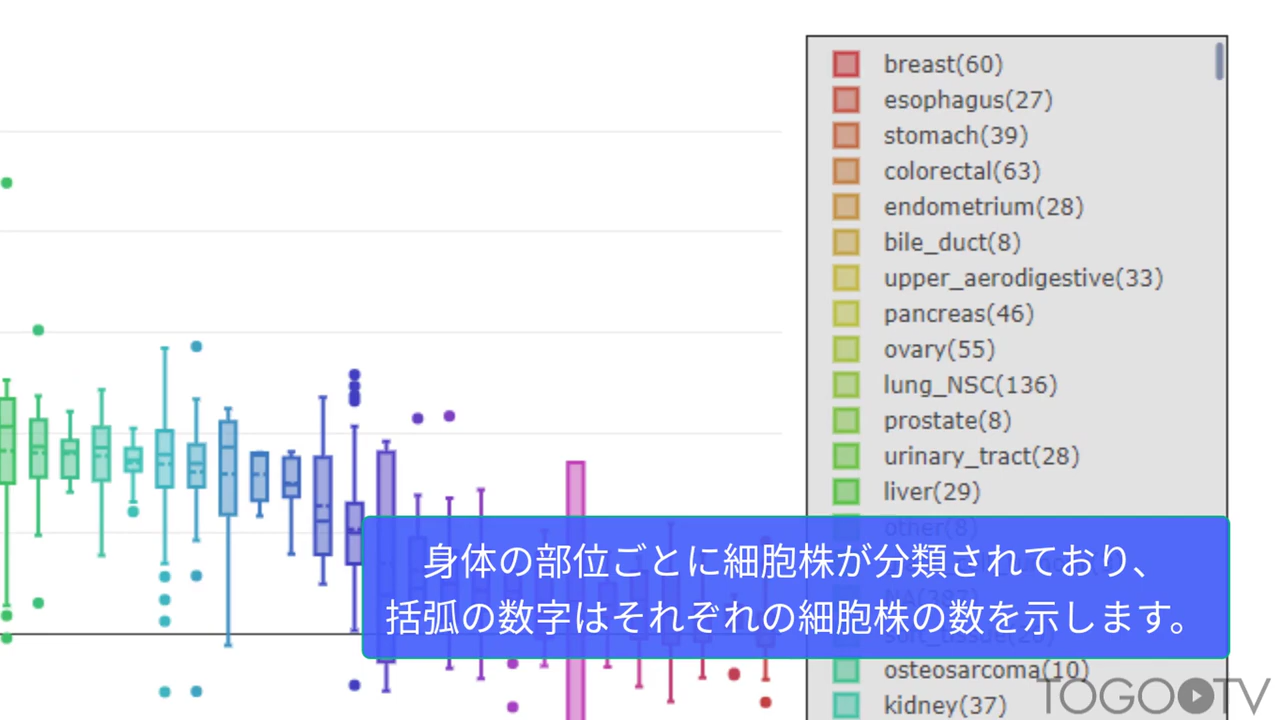 breast(60)
esophagus(27)
stomach(39)
colorectal(63)
endometrium(28)
bile_duct(8)
upper_aerodigestive(33)
pancreas(46)
ovary(55)
lung_NSC(136)
prostate(8)
urinary_tract(28)
liver(29)
other(8)
身体の部位ごとに細胞株が分類されており、
括弧の数字はそれぞれの細胞株の数を示します。
osteosarcoma(10)
kidney(37)
TOGOTV